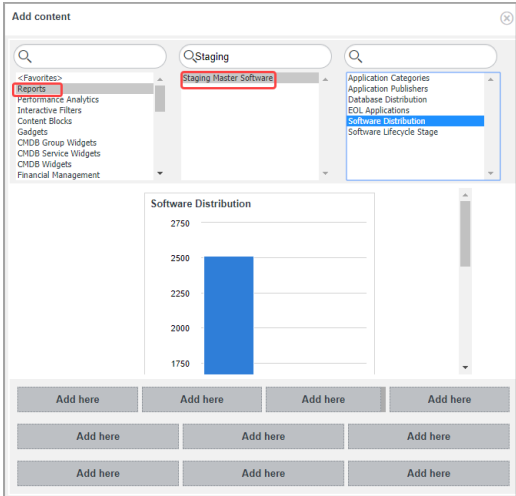 Add content
Staging
<Favorites>
Reports
Performance Analytics
Interactive Filters
Content Blocks
Gadgets
CMDB Group Widgets
CMDB Service Widgets
CMDB Widgets
Financial Management
Staging Master Software
Application Categories
Application Publishers
Database Distribution
EOL Applications
Software Distribution
Software Lifecycle Stage
Software Distribution
2750
2500
2250
2000
1750
Add here Add here Add here Add here
Add here Add here Add here
Add here Add here Add here